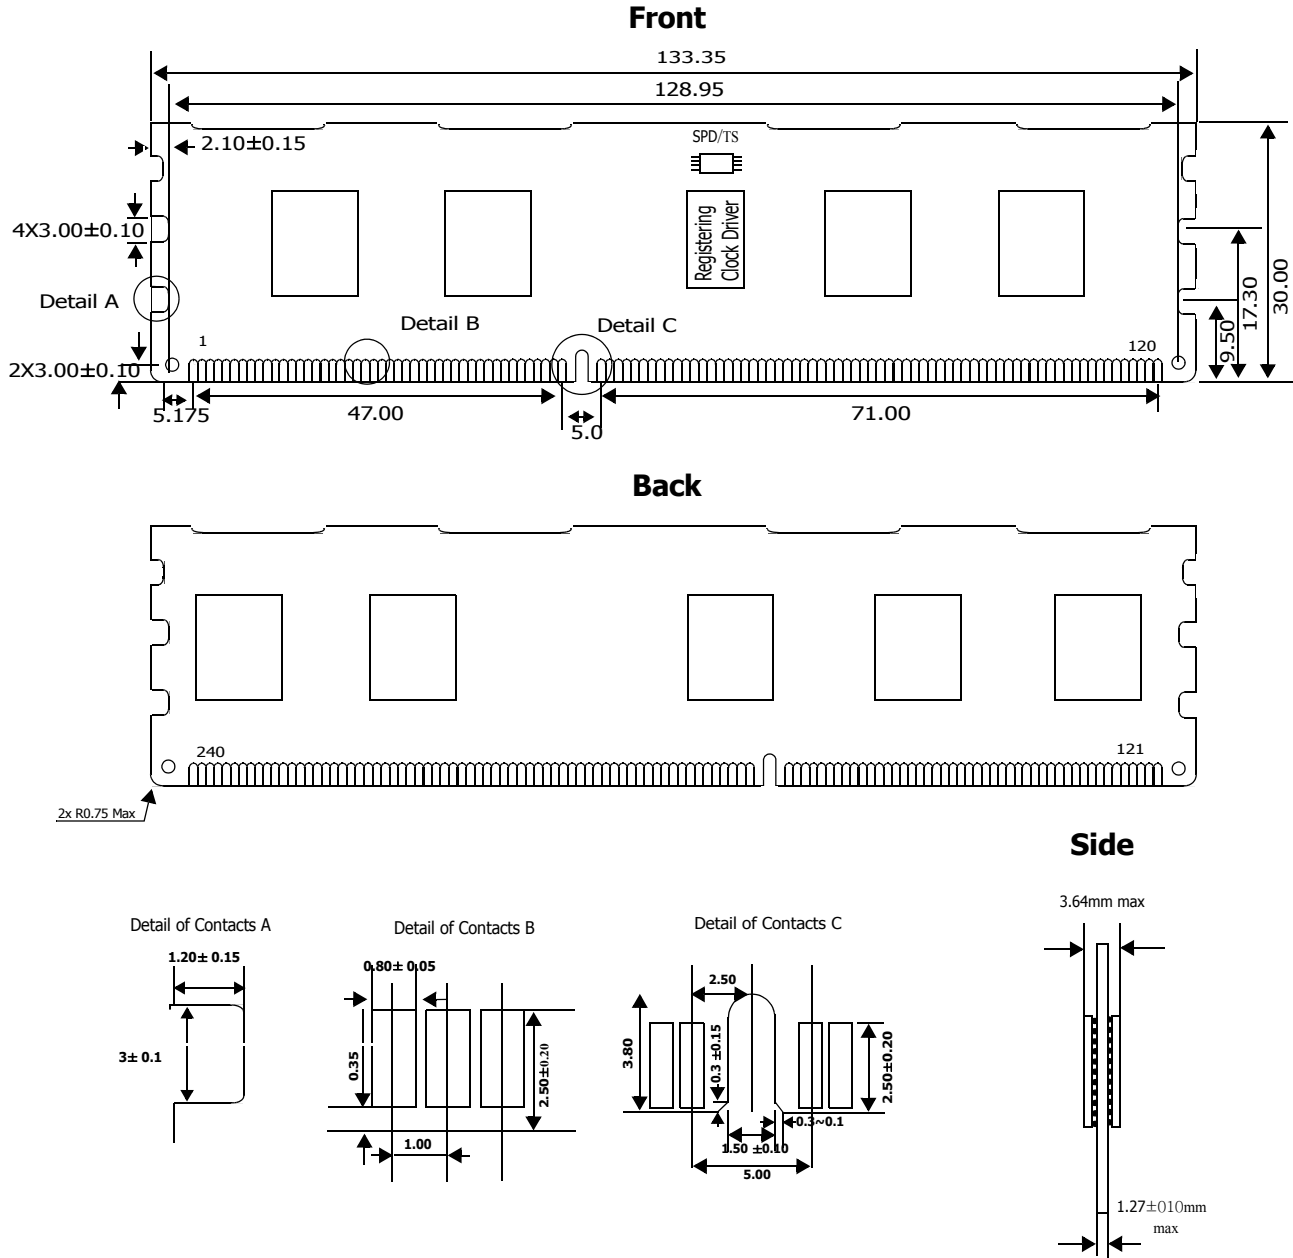 Front
133.35
128.95
SPD/TS
2.10±0.15
4X3.00±0.10
Registering
Clock Driver
30.00
17.30
9.50
Detail A
Detail B
Detail C
1
120
2X3.00±0.10
5.175
47.00
5.0
71.00
Back
240
121
2x R0.75 Max
Side
3.64mm max
Detail of Contacts A
Detail of Contacts B
Detail of Contacts C
1.20± 0.15
3± 0.1
0.80± 0.05
0.35
2.50±0.20
1.00
2.50
3.80
0.3 ±0.15
2.50±0.20
0.3~0.1
1.50 ±0.10
5.00
1.27±010mm
max